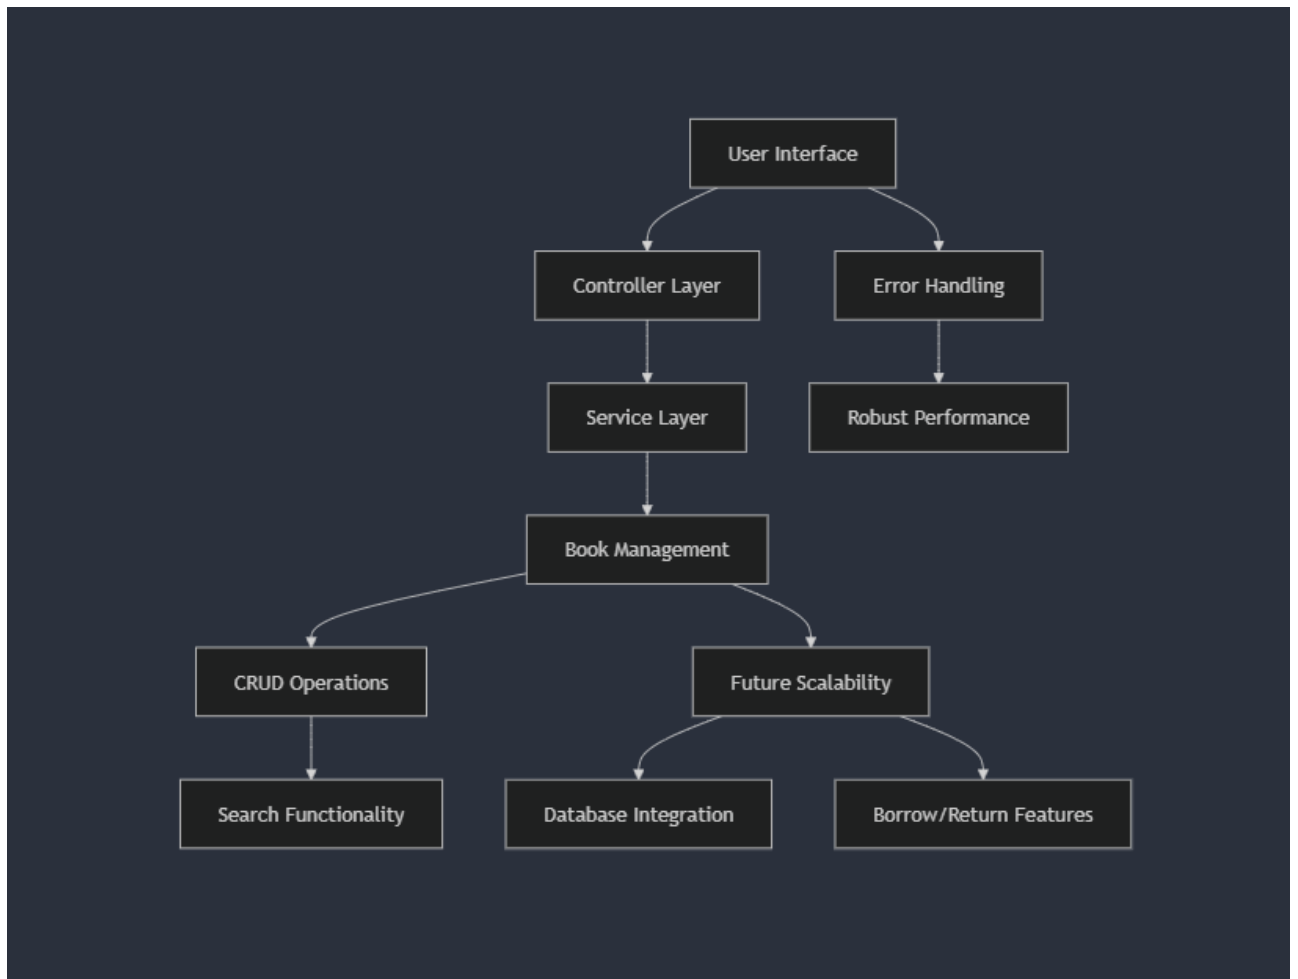 User Interface
Controller Layer
Error Handling
Service Layer
Robust Performance
Book Management
CRUD Operations
Future Scalability
Search Functionality
Database Integration
Borrow/Return Features